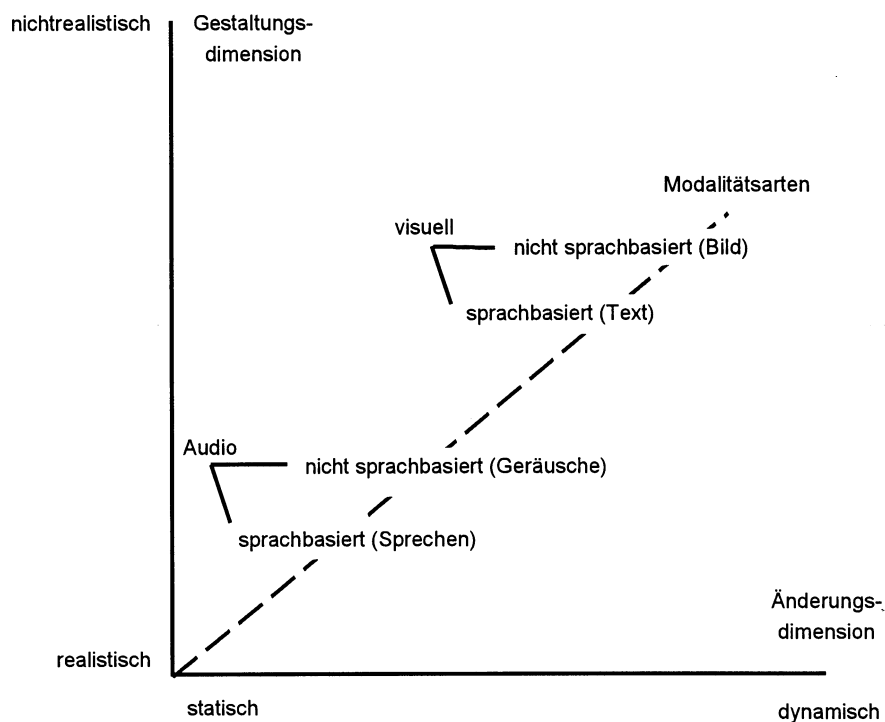 nichtrealistisch
Gestaltungs-
dimension
Modalitätsarten
visuell
nicht sprachbasiert (Bild)
sprachbasiert (Text)
Audio
nicht sprachbasiert (Geräusche)
sprachbasiert (Sprechen)
Änderungs-
dimension
realistisch
statisch
dynamisch